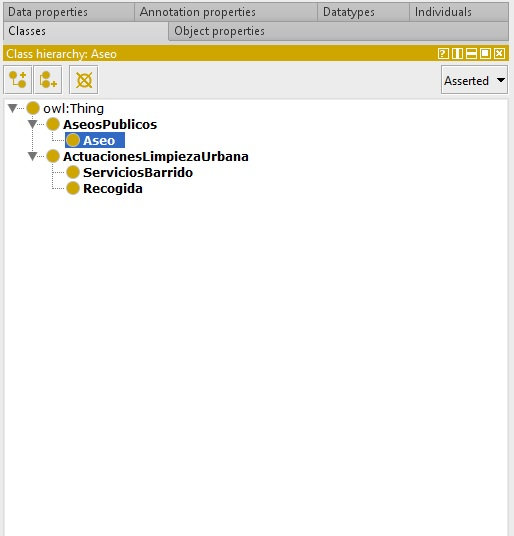 Data properties Annotation properties Datatypes Individuals
Classes Object properties
Class hierarchy: Aseo
Asserted
owl:Thing
AseosPublicos
Aseo
ActuacionesLimpiezaUrbana
ServiciosBarrido
Recogida